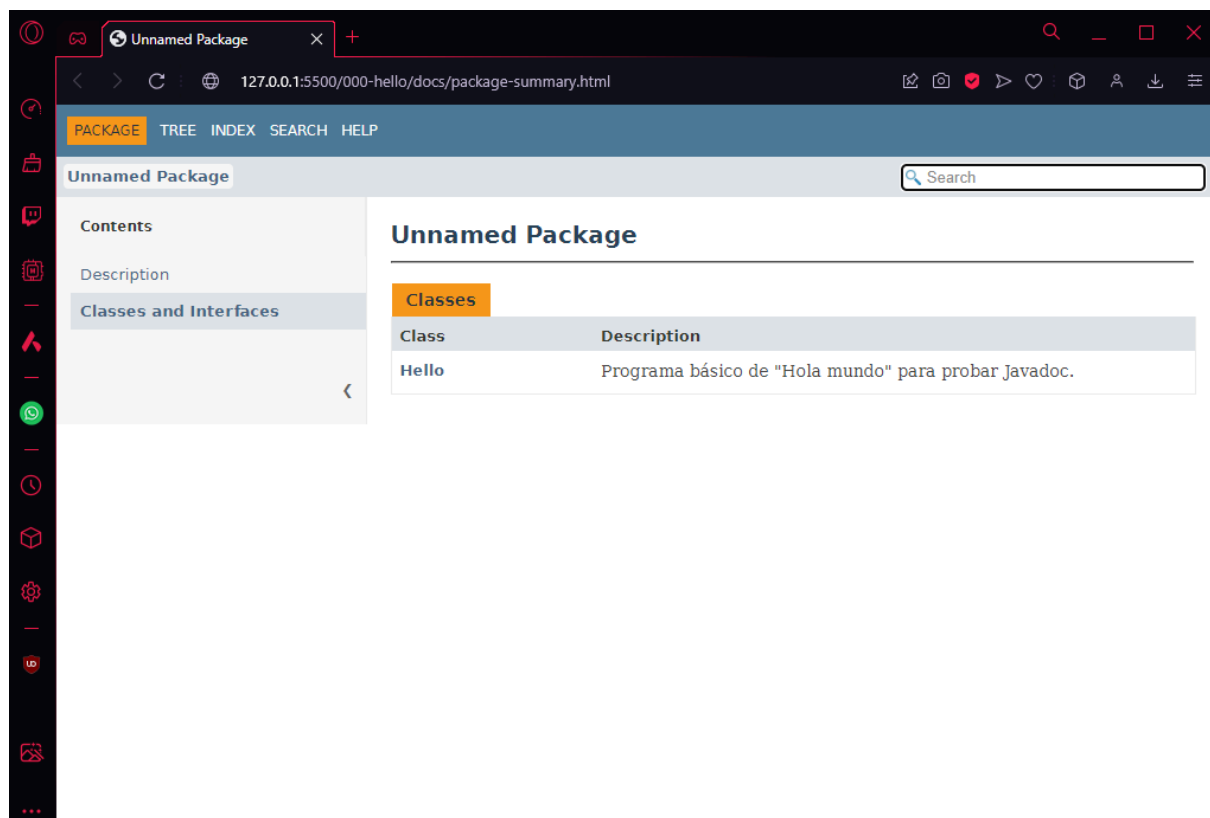 Unnamed Package
127.0.0.1:5500/000-hello/docs/package-summary.html
PACKAGE TREE INDEX SEARCH HELP
Unnamed Package
Search
Contents
Description
Classes and Interfaces
Unnamed Package
Classes
Class Description
Hello Programa básico de "Hola mundo" para probar Javadoc.